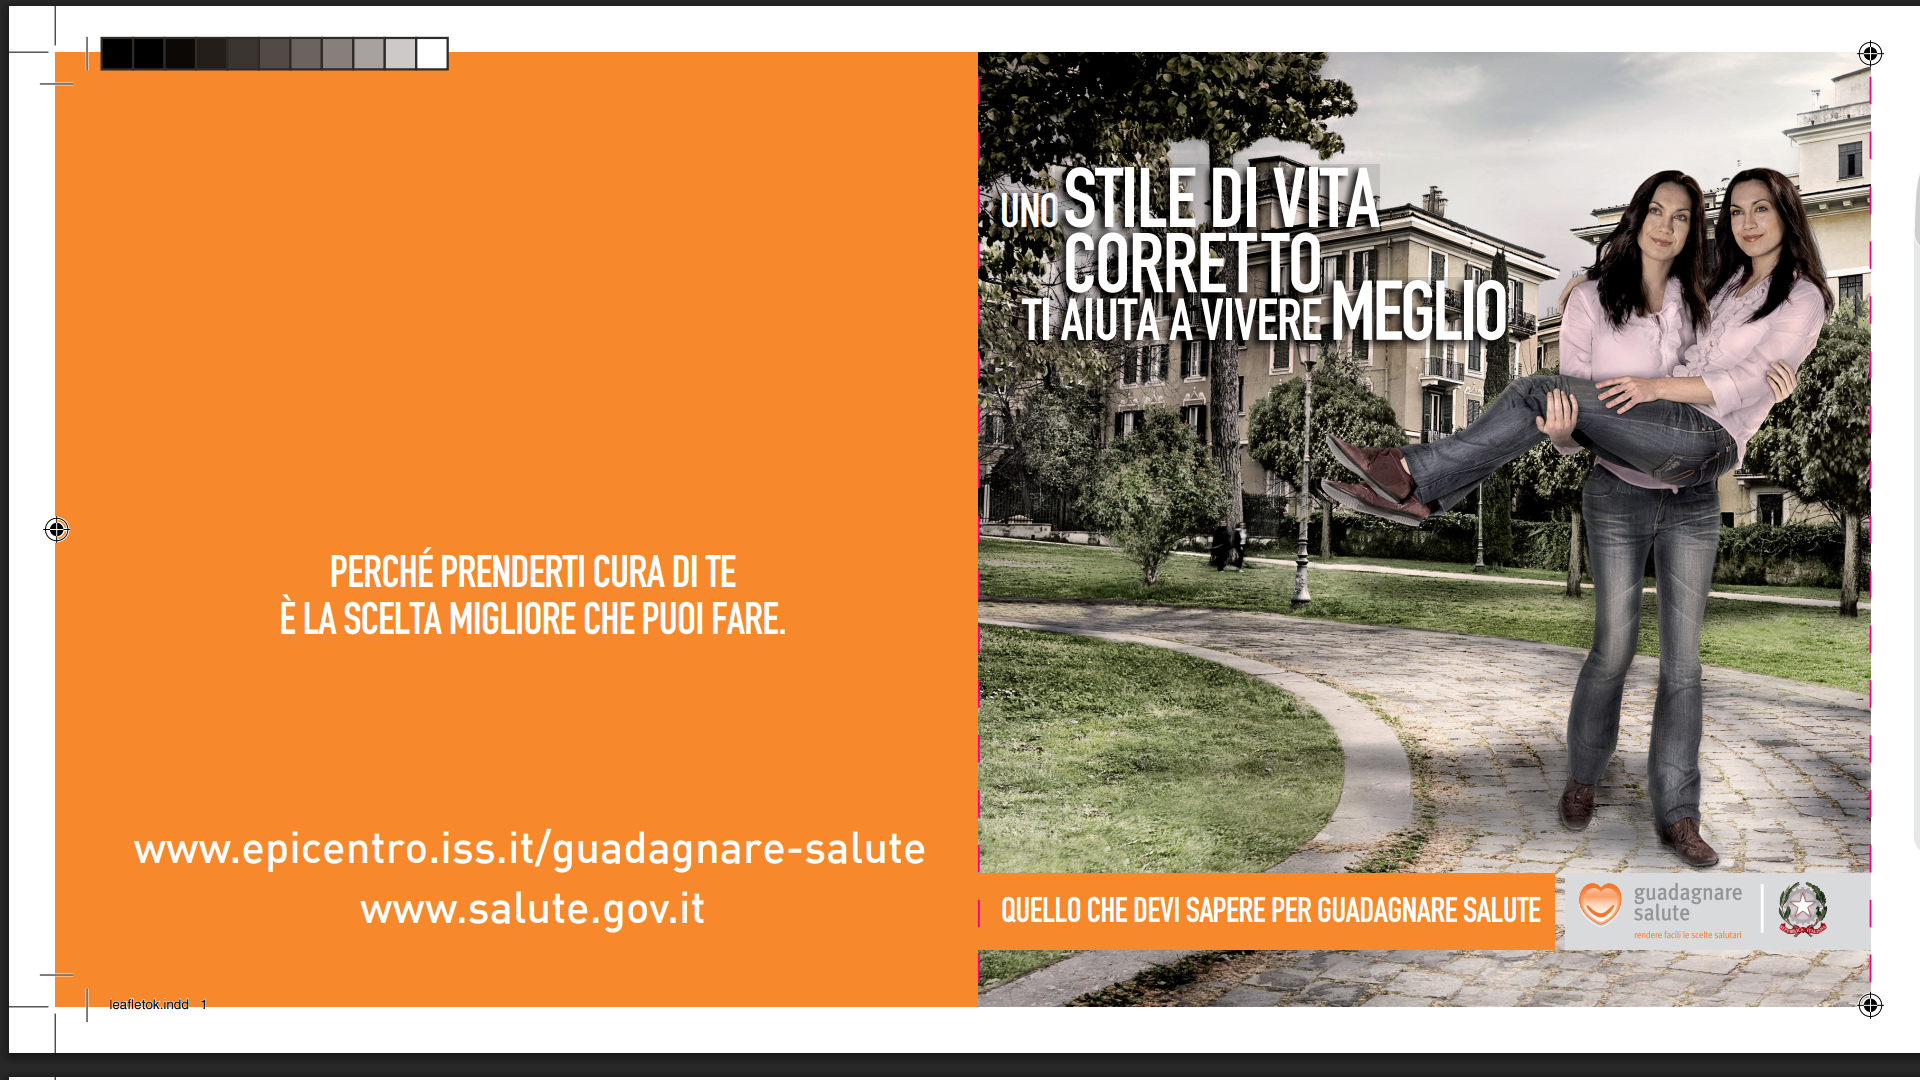 PERCHÉ PRENDERTI CURA DI TE
È LA SCELTA MIGLIORE CHE PUOI FARE.
www.epicentro.iss.it/guadagnare-salute
www.salute.gov.it
leafletok.indd 1
UNO STILE DI VITA
CORRETTO
TI AIUTA A VIVERE MEGLIO
QUELLO CHE DEVI SAPERE PER GUADAGNARE SALUTE
guadagnare
salute
rendere facili le scelte salutari